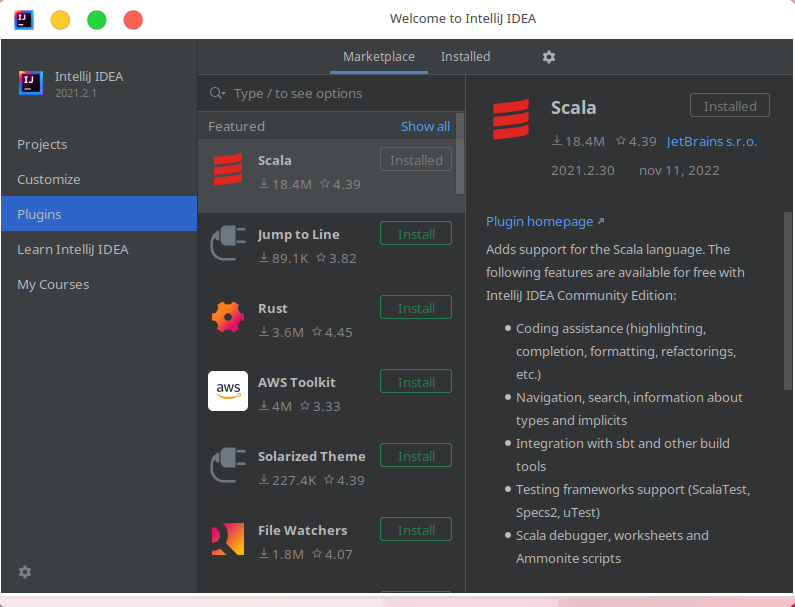 Welcome to IntelliJ IDEA
IJ
IJ
IntelliJ IDEA
2021.2.1
Projects
Customize
Plugins
Learn IntelliJ IDEA
My Courses
Marketplace
Installed
Type / to see options
Featured
Show all
Scala
Installed
18.4M 4.39
Jump to Line
Install
89.1K 3.82
Rust
Install
3.6M 4.45
aws
AWS Toolkit
Install
4M 3.33
Solarized Theme
Install
227.4K 4.39
File Watchers
Install
1.8M 4.07
Scala
Installed
18.4M 4.39 JetBrains s.r.o.
2021.2.30 nov 11, 2022
Plugin homepage ↗
Adds support for the Scala language. The
following features are available for free with
IntelliJ IDEA Community Edition:
• Coding assistance (highlighting,
completion, formatting, refactorings,
etc.)
• Navigation, search, information about
types and implicits
• Integration with sbt and other build
tools
• Testing frameworks support (ScalaTest,
Specs2, uTest)
• Scala debugger, worksheets and
Ammonite scripts